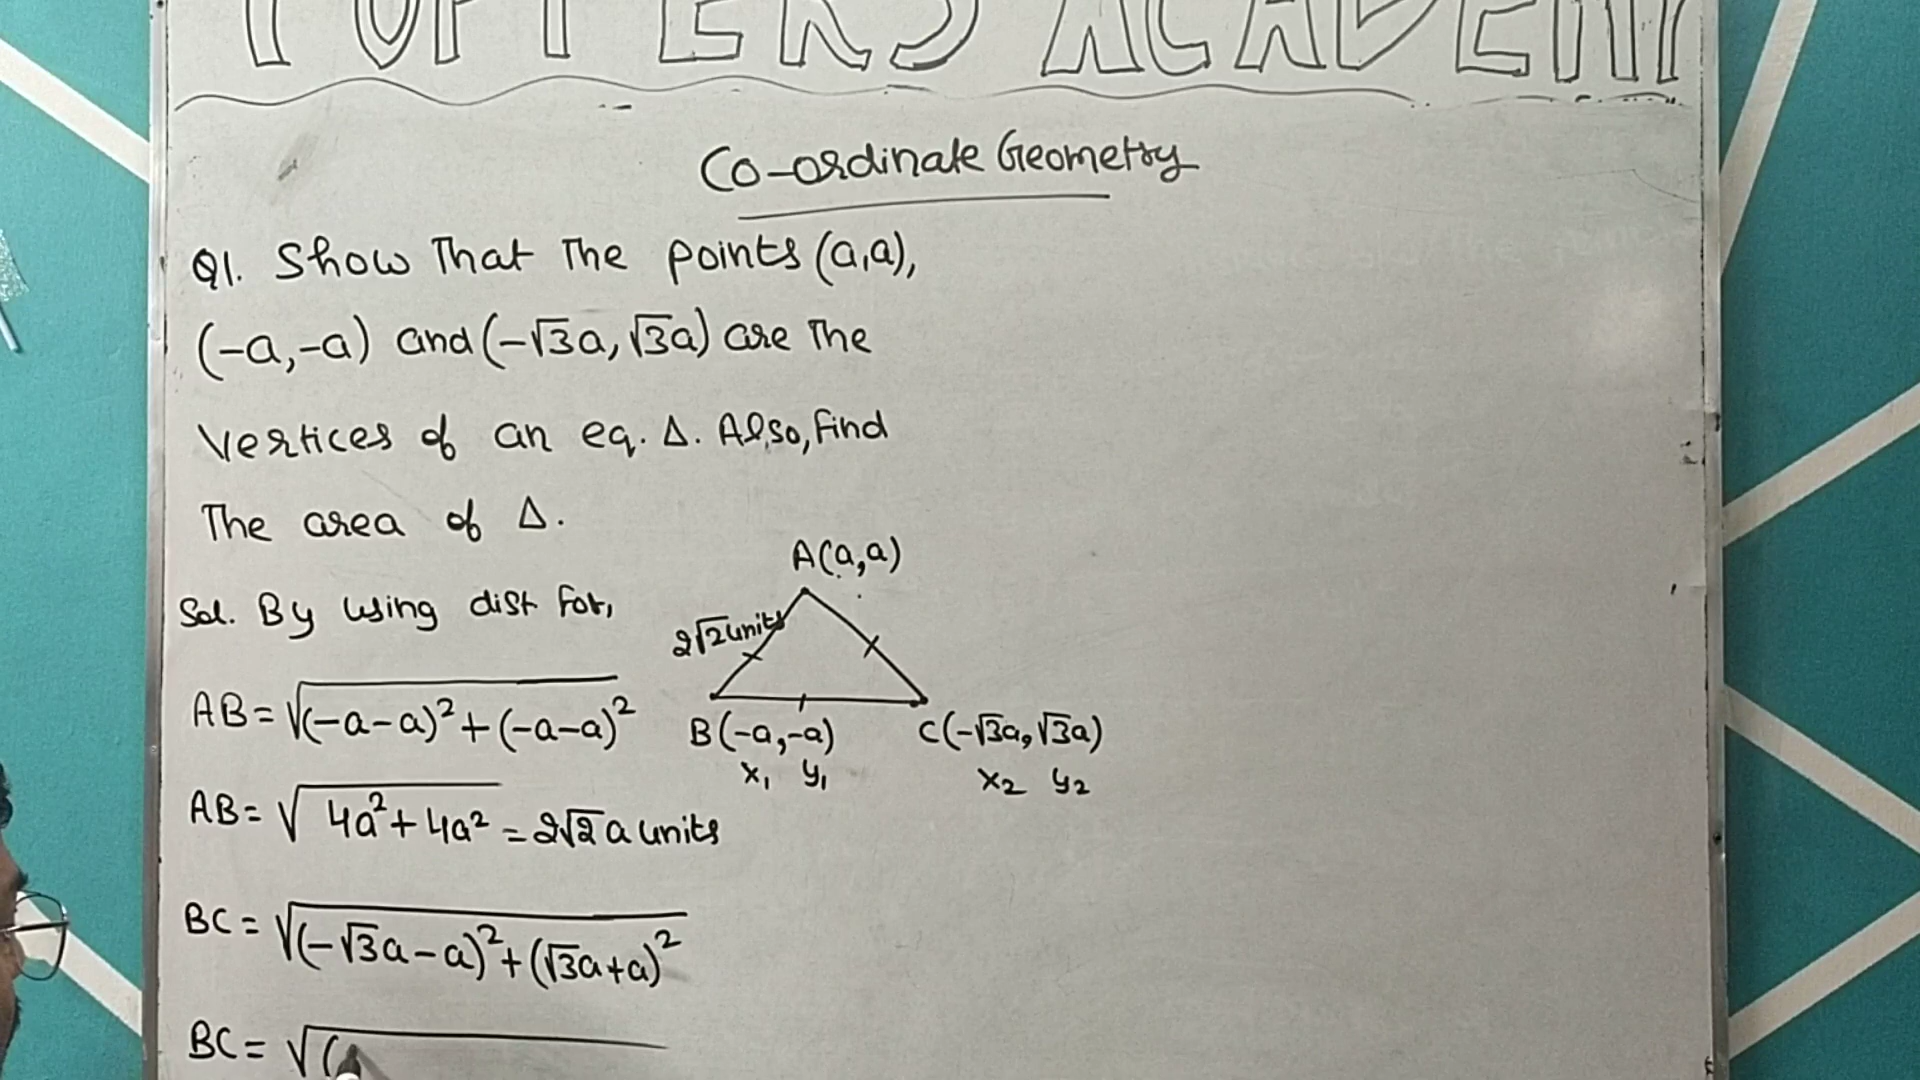 TOPPERS ACADEMY
Co-ordinate Geometry
Q1. Show That The points (a,a),
(-a,-a) and (-√3a, √3a) are The
Vertices of an eq. Δ. Also, find
The area of Δ.
A(a,a)
Sol. By using dist for,
2√2 units
AB = √(-a-a)²+(-a-a)²
B(-a,-a)
C(-√3a, √3a)
x₁ y₁
x₂ y₂
AB = √4a²+4a² = 2√2 a units
BC = √(-√3a-a)²+(√3a+a)²
BC = √(